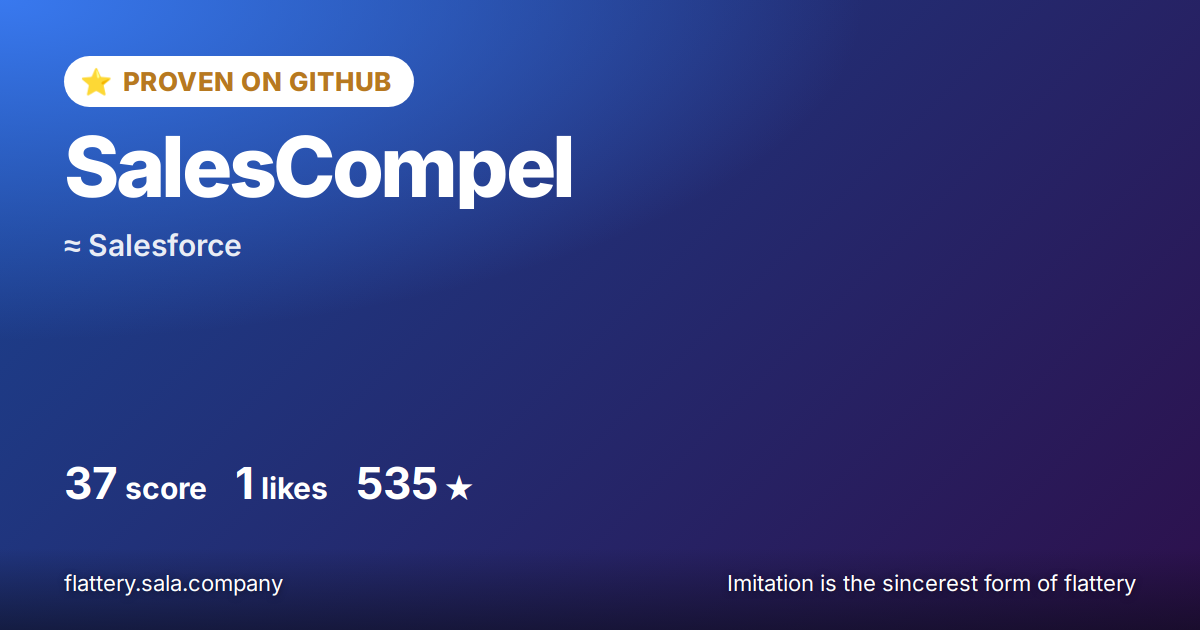 ⭐ PROVEN ON GITHUB
SalesCompel
≈ Salesforce
37 score 1 likes 535 ★
flattery.sala.company
Imitation is the sincerest form of flattery